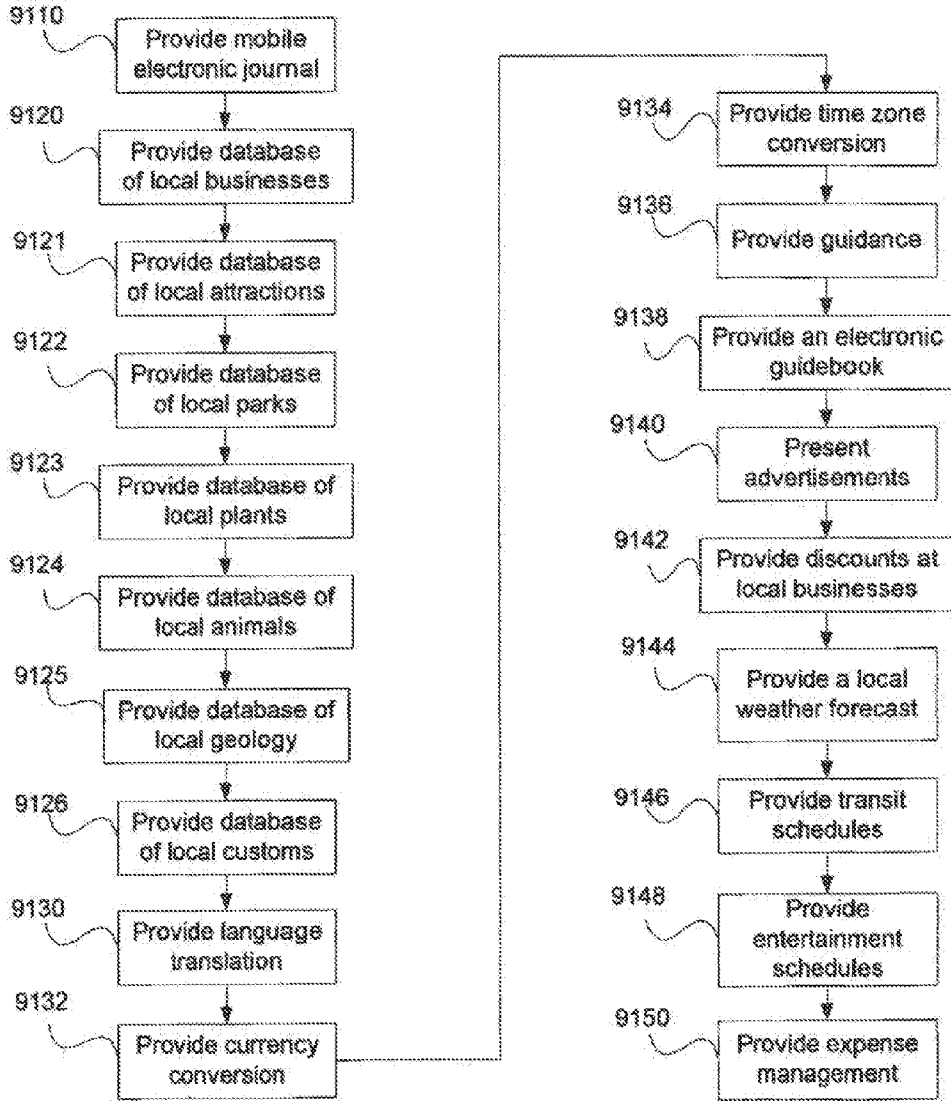 9110
Provide mobile
electronic journal
9120
Provide database
of local businesses
9121
Provide database
of local attractions
9122
Provide database
of local parks
9123
Provide database of
local plants
9124
Provide database of
local animals
9125
Provide database of
local geology
9126
Provide database
of local customs
9130
Provide language
translation
9132
Provide currency
conversion
9134
Provide time zone
conversion
9136
Provide guidance
9138
Provide an electronic
guidebook
9140
Present
advertisements
9142
Provide discounts at
local businesses
9144
Provide a local
weather forecast
9146
Provide transit
schedules
9148
Provide
entertainment
schedules
9150
Provide expense
management